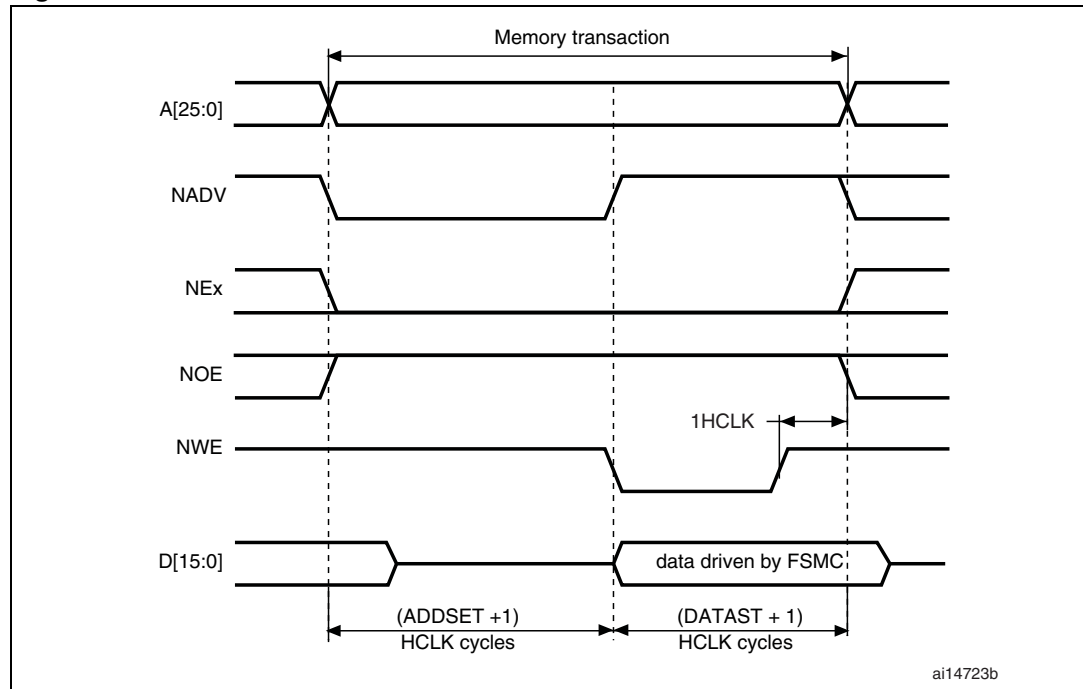 Memory transaction
A[25:0]
NADV
NEx
NOE
1HCLK
NWE
D[15:0]
data driven by FSMC
(ADDSET +1)
HCLK cycles
(DATAST + 1)
HCLK cycles
ai14723b